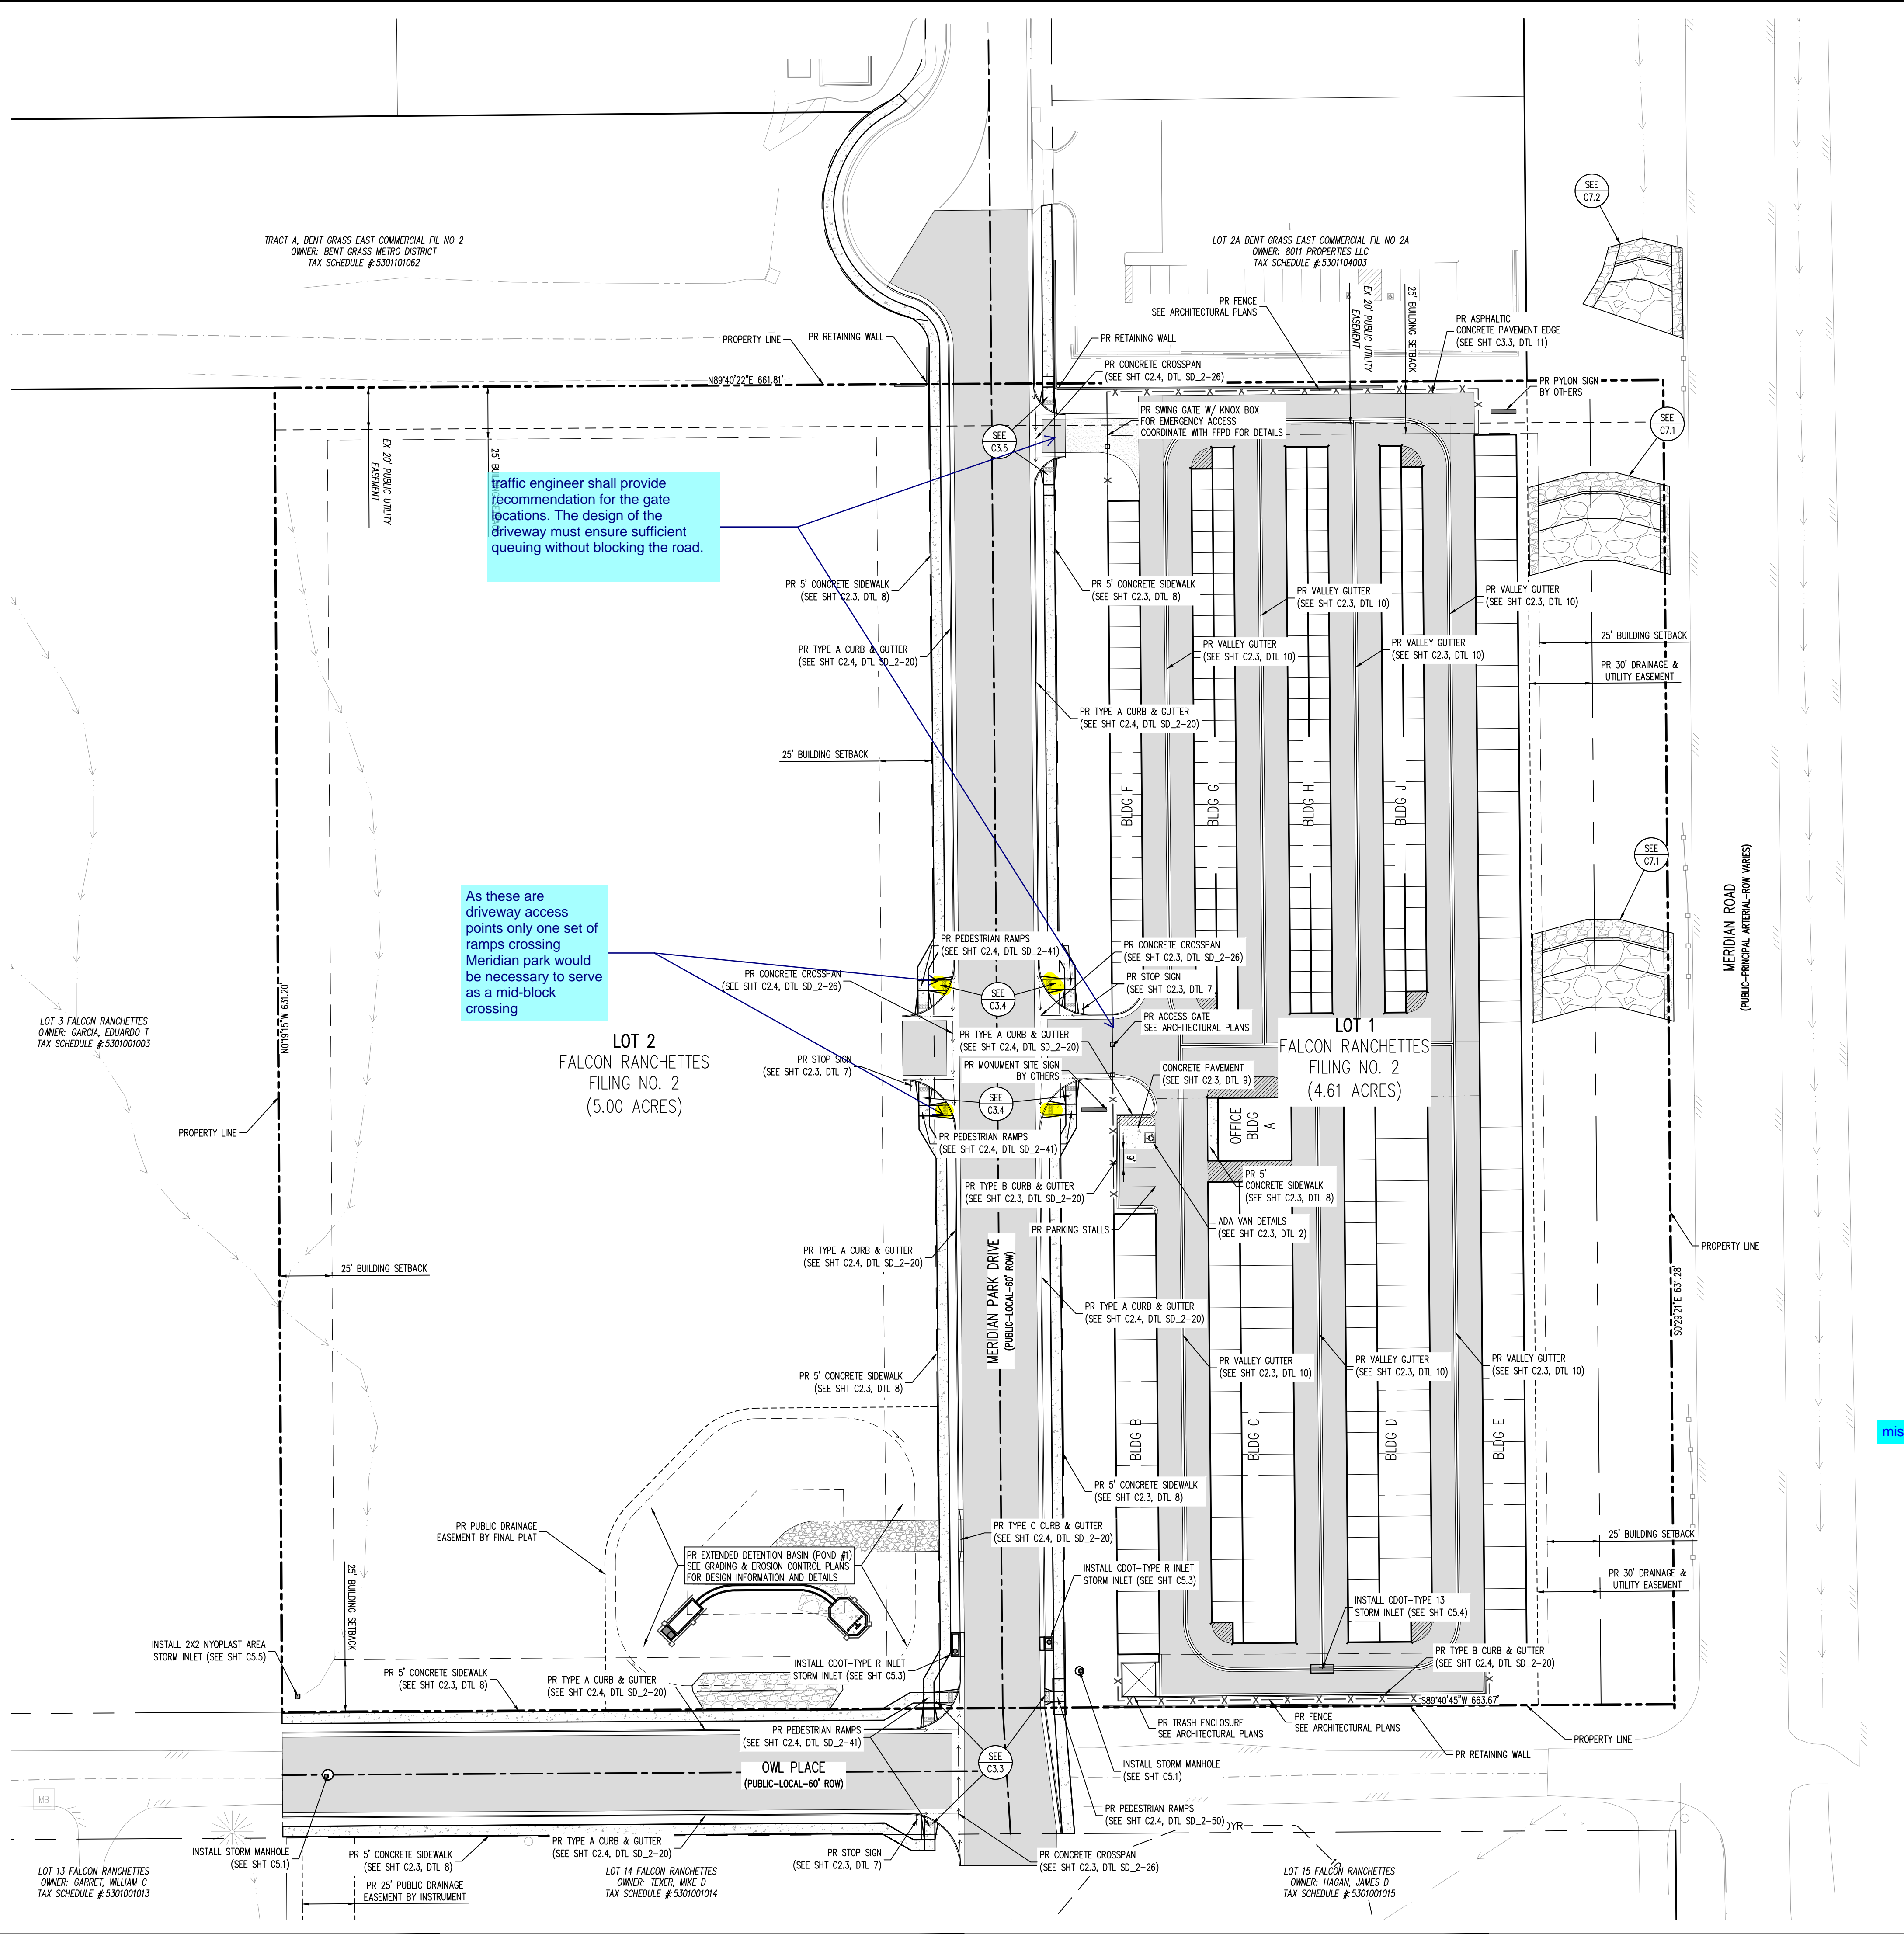 SEE
C7.2
TRACT A, BENT GRASS EAST COMMERCIAL FIL NO 2
OWNER: BENT GRASS METRO DISTRICT
TAX SCHEDULE #:5301101062
LOT 2A BENT GRASS EAST COMMERCIAL FIL NO 2A
OWNER: 8011 PROPERTIES LLC
TAX SCHEDULE #:5301104003
PR FENCE
SEE ARCHITECTURAL PLANS
EX 20' PUBLIC UTILITY
EASEMENT
25' BUILDING SETBACK
PR ASPHALTIC
CONCRETE PAVEMENT EDGE
(SEE SHT C3.3, DTL 11)
PROPERTY LINE
PR RETAINING WALL
PR RETAINING WALL
PR CONCRETE CROSSPAN
(SEE SHT C2.4, DTL SD_2-26)
N89°40'22"E 661.81'
PR PYLON SIGN
BY OTHERS
PR SWING GATE W/ KNOX BOX
FOR EMERGENCY ACCESS
COORDINATE WITH FFPD FOR DETAILS
SEE
C7.1
SEE
C3.5
EX 20' PUBLIC UTILITY
EASEMENT
25' BU
traffic engineer shall provide
recommendation for the gate
locations. The design of the
driveway must ensure sufficient
queuing without blocking the road.
PR 5' CONCRETE SIDEWALK
(SEE SHT C2.3, DTL 8)
PR 5' CONCRETE SIDEWALK
(SEE SHT C2.3, DTL 8)
PR VALLEY GUTTER
(SEE SHT C2.3, DTL 10)
PR VALLEY GUTTER
(SEE SHT C2.3, DTL 10)
PR TYPE A CURB & GUTTER
(SEE SHT C2.4, DTL SD_2-20)
PR VALLEY GUTTER
(SEE SHT C2.3, DTL 10)
PR VALLEY GUTTER
(SEE SHT C2.3, DTL 10)
25' BUILDING SETBACK
PR 30' DRAINAGE &
UTILITY EASEMENT
PR TYPE A CURB & GUTTER
(SEE SHT C2.4, DTL SD_2-20)
25' BUILDING SETBACK
BLDG F
BLDG G
BLDG H
BLDG J
SEE
C7.1
MERIDIAN ROAD
(PUBLIC-PRINCIPAL ARTERIAL-ROW VARIES)
As these are
driveway access
points only one set of
ramps crossing
Meridian park would
be necessary to serve
as a mid-block
crossing
PR PEDESTRIAN RAMPS
(SEE SHT C2.4, DTL SD_2-41)
PR CONCRETE CROSSPAN
(SEE SHT C2.3, DTL SD_2-26)
PR CONCRETE CROSSPAN
(SEE SHT C2.4, DTL SD_2-26)
PR STOP SIGN
(SEE SHT C2.3, DTL 7
SEE
C3.4
PR ACCESS GATE
SEE ARCHITECTURAL PLANS
PR TYPE A CURB & GUTTER
(SEE SHT C2.4, DTL SD_2-20)
LOT 3 FALCON RANCHETTES
OWNER: GARCIA, EDUARDO T
TAX SCHEDULE #:5301001003
N0°19'15"W 631.20'
LOT 2
FALCON RANCHETTES
FILING NO. 2
(5.00 ACRES)
LOT 1
FALCON RANCHETTES
FILING NO. 2
(4.61 ACRES)
PR STOP SIGN
(SEE SHT C2.3, DTL 7)
PR MONUMENT SITE SIGN
BY OTHERS
CONCRETE PAVEMENT
(SEE SHT C2.3, DTL 9)
SEE
C3.4
OFFICE
BLDG
A
PROPERTY LINE
PR PEDESTRIAN RAMPS
(SEE SHT C2.4, DTL SD_2-41)
9'
PR TYPE B CURB & GUTTER
(SEE SHT C2.3, DTL SD_2-20)
PR 5'
CONCRETE SIDEWALK
(SEE SHT C2.3, DTL 8)
PR PARKING STALLS
ADA VAN DETAILS
(SEE SHT C2.3, DTL 2)
PR TYPE A CURB & GUTTER
(SEE SHT C2.4, DTL SD_2-20)
MERIDIAN PARK DRIVE
(PUBLIC-LOCAL-60' ROW)
25' BUILDING SETBACK
PROPERTY LINE
S0°29'21"E 631.28'
PR TYPE A CURB & GUTTER
(SEE SHT C2.4, DTL SD_2-20)
PR VALLEY GUTTER
(SEE SHT C2.3, DTL 10)
PR VALLEY GUTTER
(SEE SHT C2.3, DTL 10)
PR VALLEY GUTTER
(SEE SHT C2.3, DTL 10)
PR 5' CONCRETE SIDEWALK
(SEE SHT C2.3, DTL 8)
BLDG B
BLDG C
BLDG D
BLDG E
mis
PR 5' CONCRETE SIDEWALK
(SEE SHT C2.3, DTL 8)
PR PUBLIC DRAINAGE
EASEMENT BY FINAL PLAT
PR TYPE C CURB & GUTTER
(SEE SHT C2.4, DTL SD_2-20)
PR EXTENDED DETENTION BASIN (POND #1)
SEE GRADING & EROSION CONTROL PLANS
FOR DESIGN INFORMATION AND DETAILS
INSTALL CDOT-TYPE R INLET
STORM INLET (SEE SHT C5.3)
25' BUILDING SETBACK
PR 30' DRAINAGE &
UTILITY EASEMENT
25' BUILDING SETBACK
INSTALL CDOT-TYPE 13
STORM INLET (SEE SHT C5.4)
INSTALL 2X2 NYOPLAST AREA
STORM INLET (SEE SHT C5.5)
INSTALL CDOT-TYPE R INLET
STORM INLET (SEE SHT C5.3)
PR TYPE B CURB & GUTTER
(SEE SHT C2.4, DTL SD_2-20)
PR 5' CONCRETE SIDEWALK
(SEE SHT C2.3, DTL 8)
PR TYPE A CURB & GUTTER
(SEE SHT C2.4, DTL SD_2-20)
S89°40'45"W 663.67'
PR PEDESTRIAN RAMPS
(SEE SHT C2.4, DTL SD_2-41)
PR TRASH ENCLOSURE
SEE ARCHITECTURAL PLANS
PR FENCE
SEE ARCHITECTURAL PLANS
PROPERTY LINE
PR RETAINING WALL
SEE
C3.3
OWL PLACE
(PUBLIC-LOCAL-60' ROW)
INSTALL STORM MANHOLE
(SEE SHT C5.1)
MB
PR PEDESTRIAN RAMPS
(SEE SHT C2.4, DTL SD_2-50)
YR
INSTALL STORM MANHOLE
(SEE SHT C5.1)
PR 5' CONCRETE SIDEWALK
(SEE SHT C2.3, DTL 8)
PR TYPE A CURB & GUTTER
(SEE SHT C2.4, DTL SD_2-20)
PR STOP SIGN
(SEE SHT C2.3, DTL 7)
PR CONCRETE CROSSPAN
(SEE SHT C2.3, DTL SD_2-26)
LOT 13 FALCON RANCHETTES
OWNER: GARRET, WILLIAM C
TAX SCHEDULE #:5301001013
PR 25' PUBLIC DRAINAGE
EASEMENT BY INSTRUMENT
LOT 14 FALCON RANCHETTES
OWNER: TEXER, MIKE D
TAX SCHEDULE #:5301001014
LOT 15 FALCON RANCHETTES
OWNER: HAGAN, JAMES D
TAX SCHEDULE #:5301001015